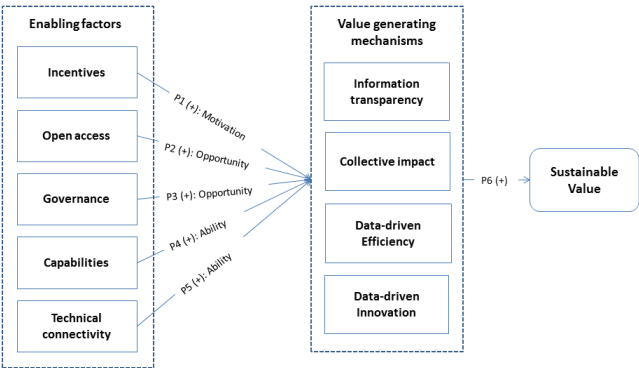 Enabling factors
Incentives
Open access
Governance
Capabilities
Technical
connectivity
P1 (+): Motivation
P2 (+): Opportunity
P3 (+): Opportunity
P4 (+): Ability
P5 (+): Ability
Value generating
mechanisms
Information
transparency
Collective impact
Data-driven
Efficiency
Data-driven
Innovation
P6 (+)
Sustainable
Value